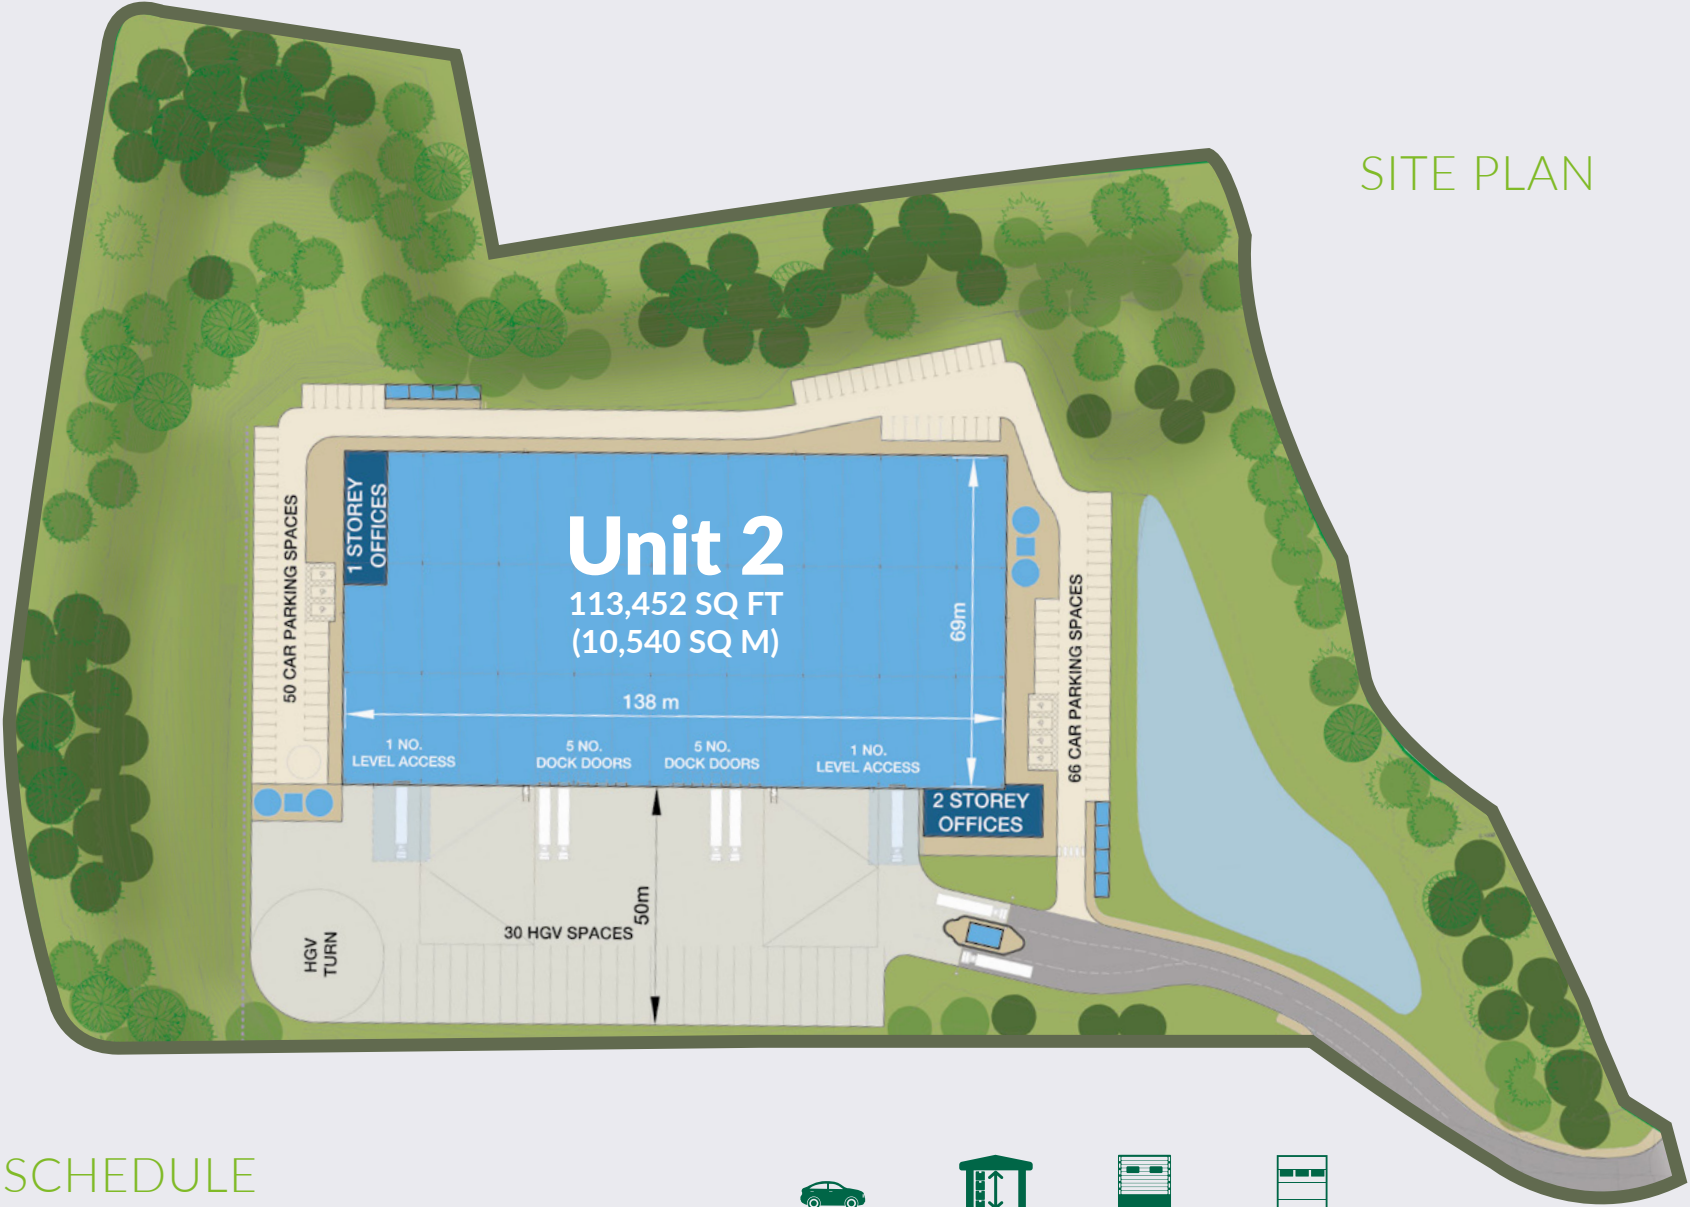 SITE PLAN
1 STOREY
OFFICES
Unit 2
113,452 SQ FT
(10,540 SQ M)
50 CAR PARKING SPACES
69m
66 CAR PARKING SPACES
138 m
1 NO.
LEVEL ACCESS
5 NO.
DOCK DOORS
5 NO.
DOCK DOORS
1 NO.
LEVEL ACCESS
2 STOREY
OFFICES
50m
30 HGV SPACES
HGV
TURN
SCHEDULE